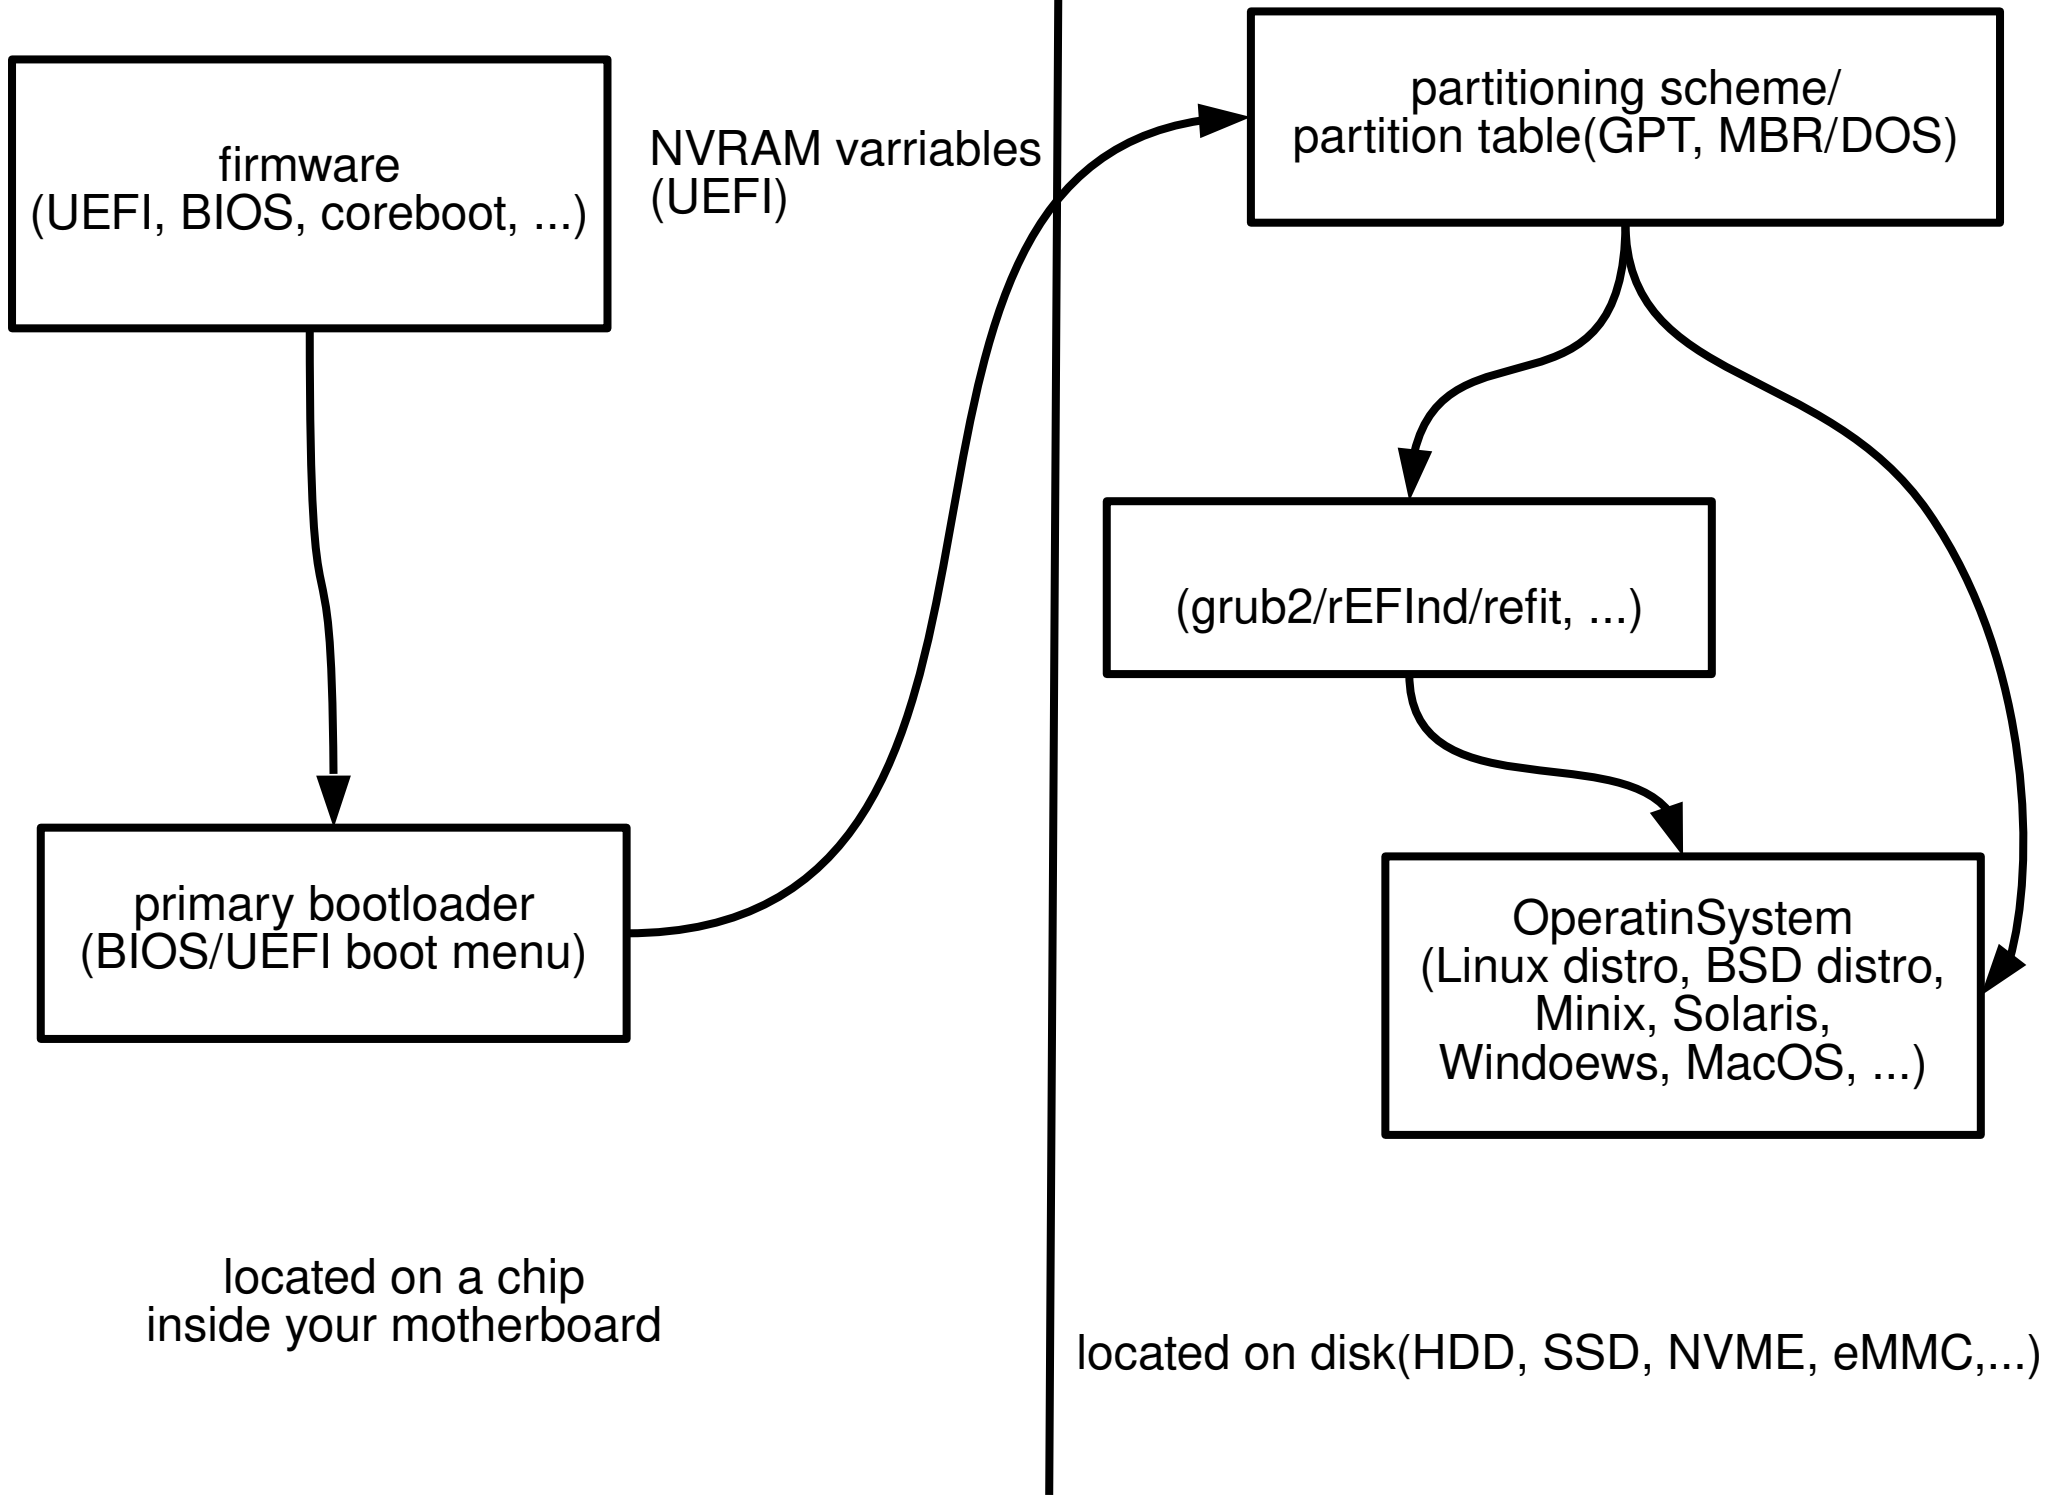 firmware
(UEFI, BIOS, coreboot, ...)
NVRAM varriables
(UEFI)
primary bootloader
(BIOS/UEFI boot menu)
located on a chip
inside your motherboard
partitioning scheme/
partition table(GPT, MBR/DOS)
(grub2/rEFInd/refit, ...)
OperatinSystem
(Linux distro, BSD distro,
Minix, Solaris,
Windoews, MacOS, ...)
located on disk(HDD, SSD, NVME, eMMC,...)